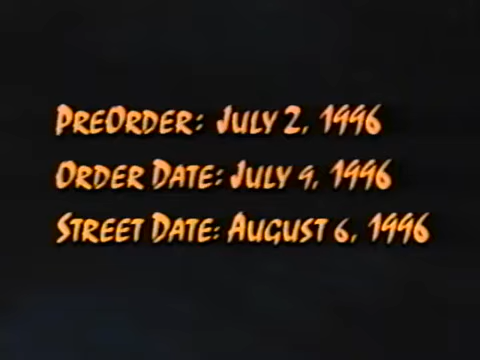 PreOrder: July 2, 1996
Order Date: July 9, 1996
Street Date: August 6, 1996